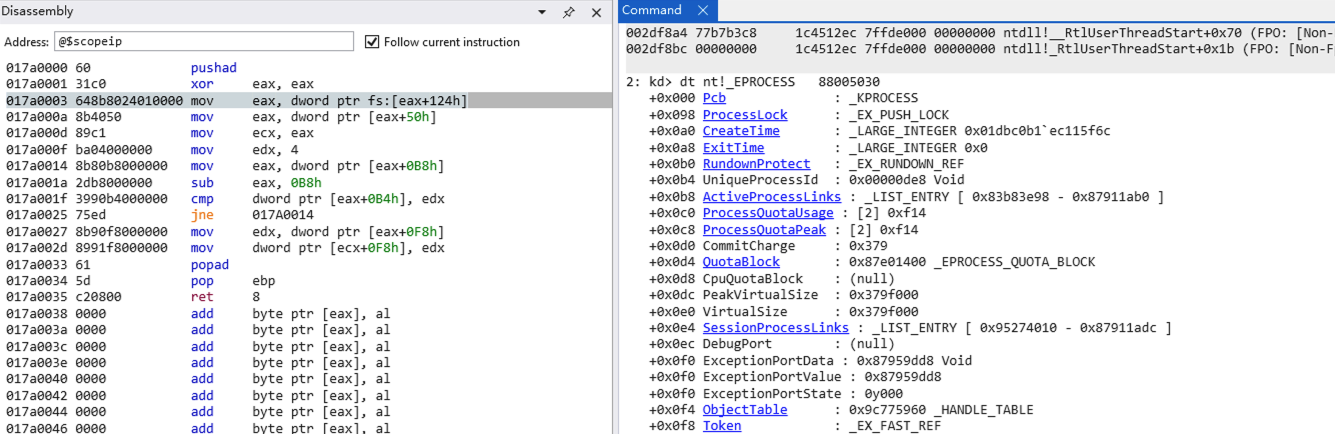 Disassembly
Address: @$scopeip Follow current instruction
017a0000 60 pushad
017a0001 31c0 xor eax, eax
017a0003 648b8024010000 mov eax, dword ptr fs:[eax+124h]
017a000a 8b4050 mov eax, dword ptr [eax+50h]
017a000d 89c1 mov ecx, eax
017a000f ba04000000 mov edx, 4
017a0014 8b80b8000000 mov eax, dword ptr [eax+0B8h]
017a001a 2db8000000 sub eax, 0B8h
017a001f 3990b4000000 cmp dword ptr [eax+0B4h], edx
017a0025 75ed jne 017A0014
017a0027 8b90f8000000 mov edx, dword ptr [eax+0F8h]
017a002d 8991f8000000 mov dword ptr [ecx+0F8h], edx
017a0033 61 popad
017a0034 5d pop ebp
017a0035 c20800 ret 8
017a0038 0000 add byte ptr [eax], al
017a003a 0000 add byte ptr [eax], al
017a003c 0000 add byte ptr [eax], al
017a003e 0000 add byte ptr [eax], al
017a0040 0000 add byte ptr [eax], al
017a0042 0000 add byte ptr [eax], al
017a0044 0000 add byte ptr [eax], al
017a0046 0000 add byte ptr [eax], al
Command
002df8a4 77b7b3c8 1c4512ec 7ffde000 00000000 ntdll!__RtlUserThreadStart+0x70 (FPO: [Non-
002df8bc 00000000 1c4512ec 7ffde000 00000000 ntdll!_RtlUserThreadStart+0x1b (FPO: [Non-F
2: kd> dt nt!_EPROCESS 88005030
+0x000 Pcb : _KPROCESS
+0x098 ProcessLock : _EX_PUSH_LOCK
+0x0a0 CreateTime : _LARGE_INTEGER 0x01dbc0b1`ec115f6c
+0x0a8 ExitTime : _LARGE_INTEGER 0x0
+0x0b0 RundownProtect : _EX_RUNDOWN_REF
+0x0b4 UniqueProcessId : 0x00000de8 Void
+0x0b8 ActiveProcessLinks : _LIST_ENTRY [ 0x83b83e98 - 0x87911ab0 ]
+0x0c0 ProcessQuotaUsage : [2] 0xf14
+0x0c8 ProcessQuotaPeak : [2] 0xf14
+0x0d0 CommitCharge : 0x379
+0x0d4 QuotaBlock : 0x87e01400 _EPROCESS_QUOTA_BLOCK
+0x0d8 CpuQuotaBlock : (null)
+0x0dc PeakVirtualSize : 0x379f000
+0x0e0 VirtualSize : 0x379f000
+0x0e4 SessionProcessLinks : _LIST_ENTRY [ 0x95274010 - 0x87911adc ]
+0x0ec DebugPort : (null)
+0x0f0 ExceptionPortData : 0x87959dd8 Void
+0x0f0 ExceptionPortValue : 0x87959dd8
+0x0f0 ExceptionPortState : 0y000
+0x0f4 ObjectTable : 0x9c775960 _HANDLE_TABLE
+0x0f8 Token : _EX_FAST_REF